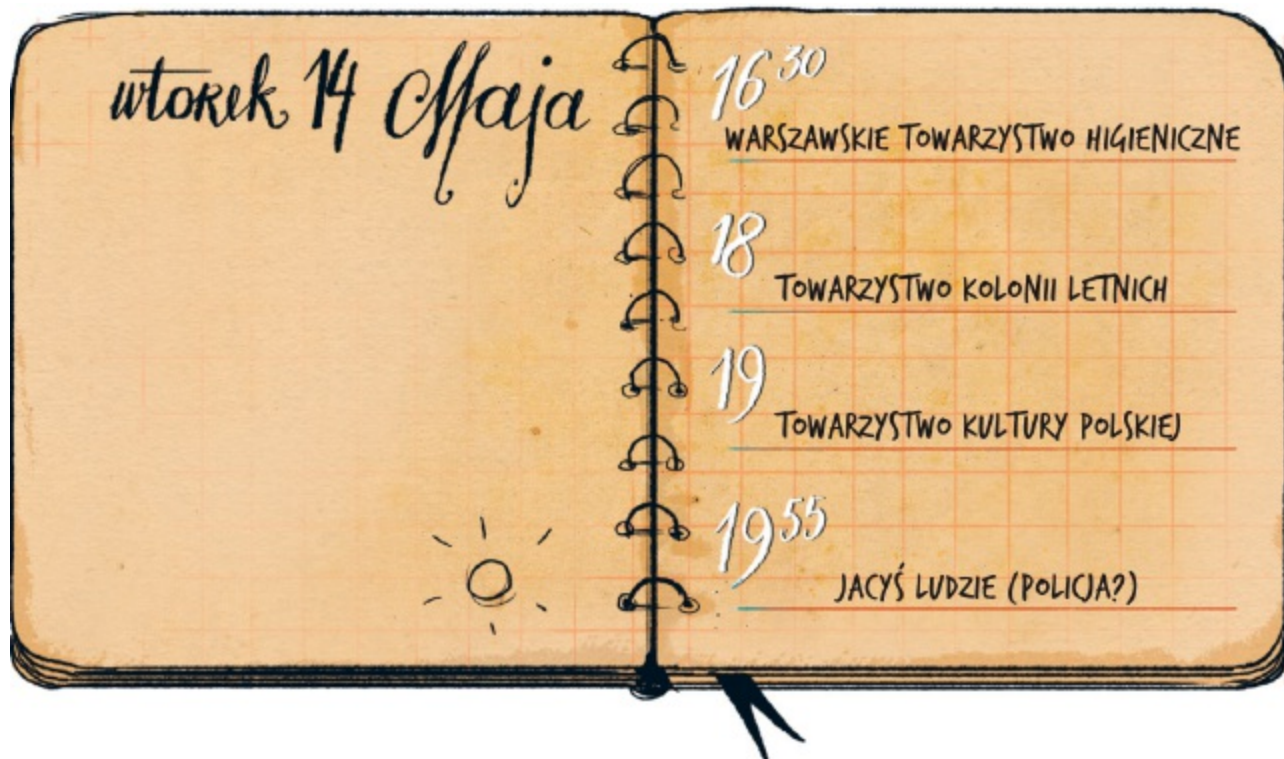 wtorek 14 Maja
16 30
WARSZAWSKIE TOWARZYSTWO HIGIENICZNE
18
TOWARZYSTWO KOLONII LETNICH
19
TOWARZYSTWO KULTURY POLSKIEJ
19 55
JACYŚ LUDZIE (POLICJA?)